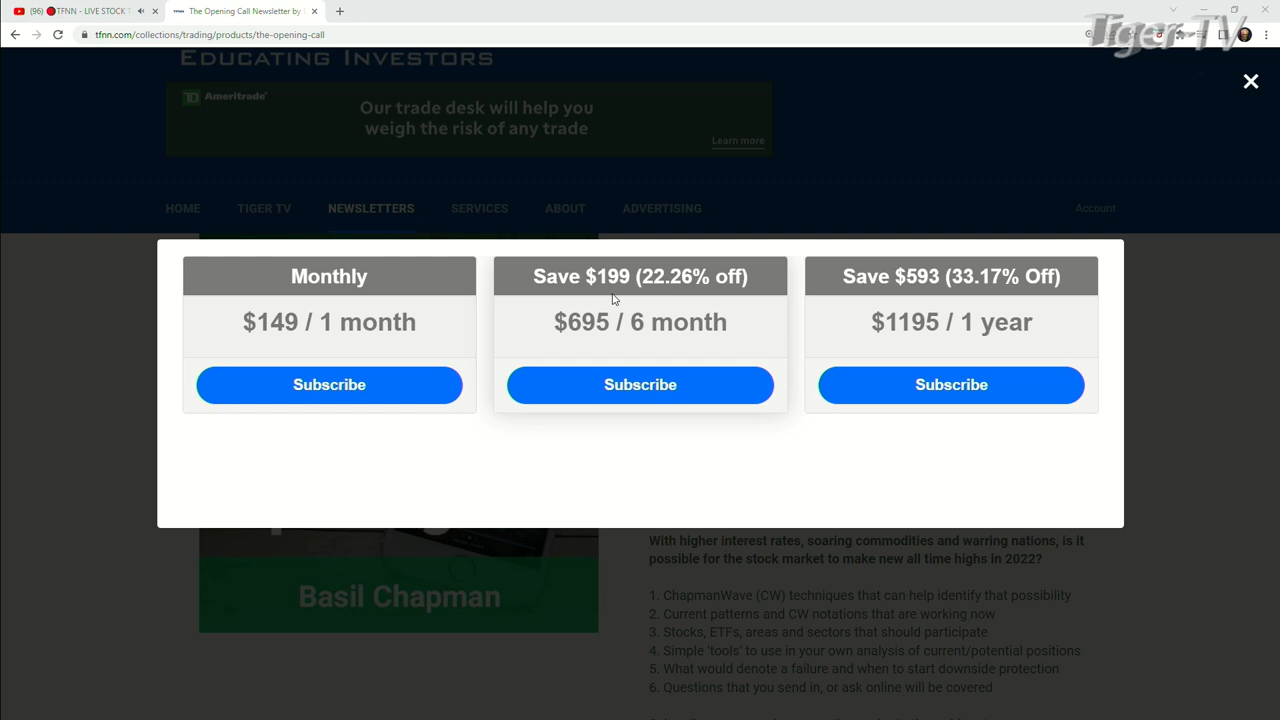 (96) 🔴TFNN - LIVE STOCK T
The Opening Call Newsletter by
tfnn.com/collections/trading/products/the-opening-call
Tiger TV
EDUCATING INVESTORS
TD Ameritrade
Our trade desk will help you
weigh the risk of any trade
Learn more
HOME TIGER TV NEWSLETTERS SERVICES ABOUT ADVERTISING Account
Monthly
$149 / 1 month
Subscribe
Save $199 (22.26% off)
$695 / 6 month
Subscribe
Save $593 (33.17% Off)
$1195 / 1 year
Subscribe
Basil Chapman
With higher interest rates, soaring commodities and warring nations, is it
possible for the stock market to make new all time highs in 2022?
1. ChapmanWave (CW) techniques that can help identify that possibility
2. Current patterns and CW notations that are working now
3. Stocks, ETFs, areas and sectors that should participate
4. Simple 'tools' to use in your own analysis of current/potential positions
5. What would denote a failure and when to start downside protection
6. Questions that you send in, or ask online will be covered